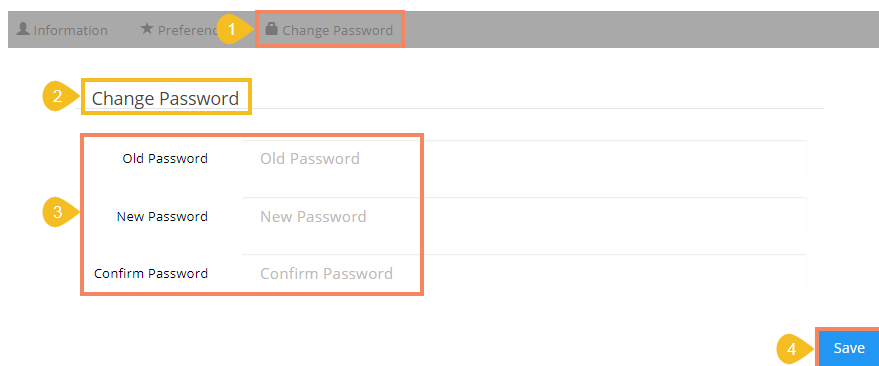 Information Preferenc 1 Change Password
2 Change Password
Old Password Old Password
3 New Password New Password
Confirm Password Confirm Password
4 Save